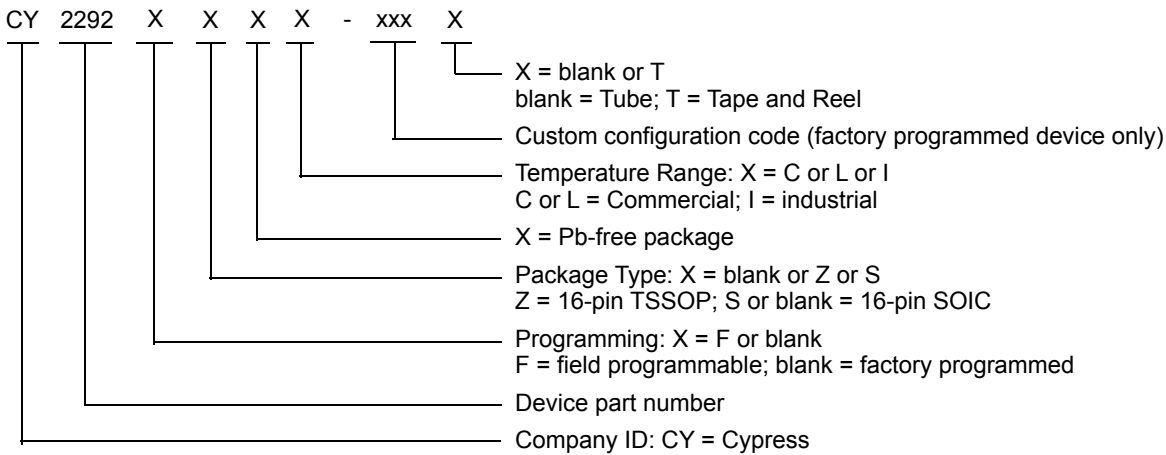 CY 2292 X X X X - xxx X
X = blank or T
blank = Tube; T = Tape and Reel
Custom configuration code (factory programmed device only)
Temperature Range: X = C or L or I
C or L = Commercial; I = industrial
X = Pb-free package
Package Type: X = blank or Z or S
Z = 16-pin TSSOP; S or blank = 16-pin SOIC
Programming: X = F or blank
F = field programmable; blank = factory programmed
Device part number
Company ID: CY = Cypress